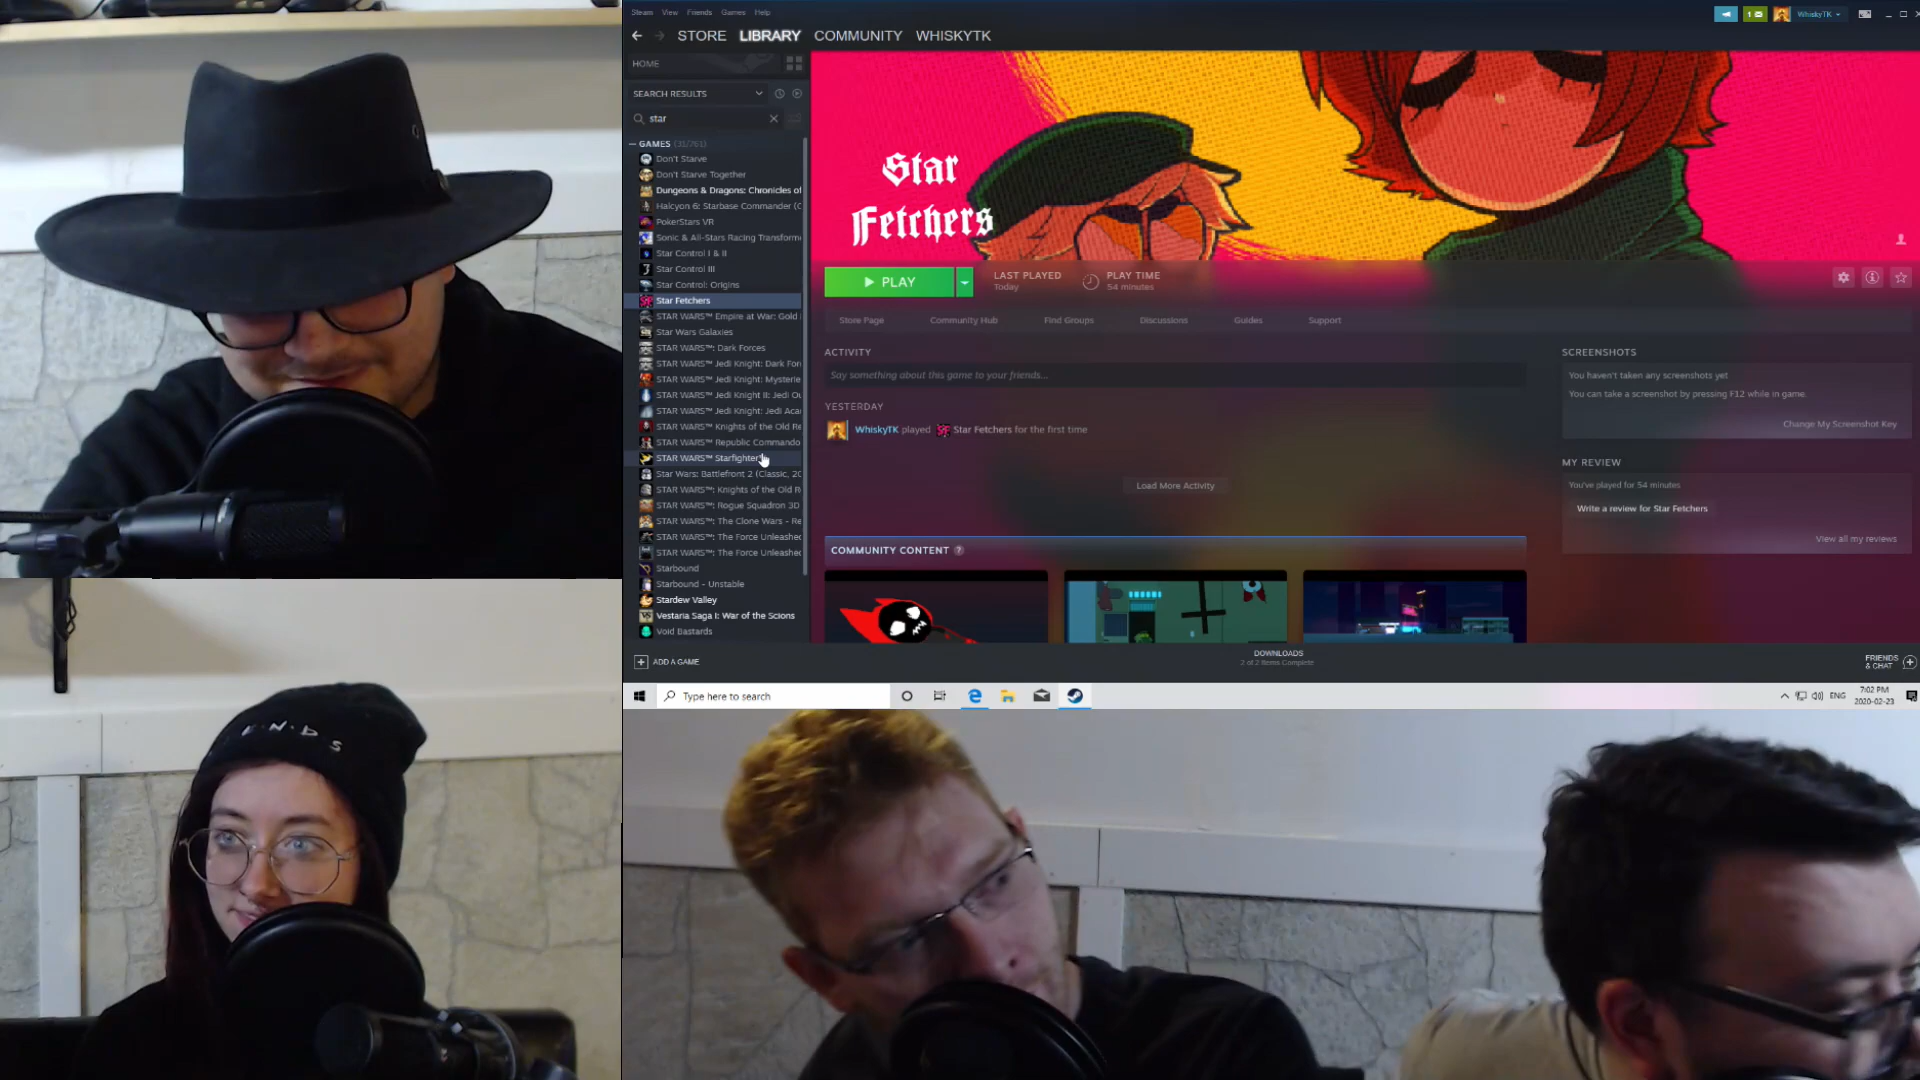 Steam View Friends Games Help
1
WhiskyTK
STORE LIBRARY COMMUNITY WHISKYTK
HOME
SEARCH RESULTS
star
GAMES (31/761)
Don't Starve
Don't Starve Together
Dungeons & Dragons: Chronicles of
Halcyon 6: Starbase Commander (C
PokerStars VR
Sonic & All-Stars Racing Transform
Star Control I & II
Star Control III
Star Control: Origins
Star Fetchers
STAR WARS™ Empire at War: Gold
Star Wars Galaxies
STAR WARS™: Dark Forces
STAR WARS™ Jedi Knight: Dark For
STAR WARS™ Jedi Knight: Mysterie
STAR WARS™ Jedi Knight II: Jedi Ou
STAR WARS™ Jedi Knight: Jedi Aca
STAR WARS™ Knights of the Old Re
STAR WARS™ Republic Commando
STAR WARS™ Starfighter
Star Wars: Battlefront 2 (Classic, 20
STAR WARS™: Knights of the Old R
STAR WARS™: Rogue Squadron 3D
STAR WARS™: The Clone Wars - Re
STAR WARS™: The Force Unleashed
STAR WARS™: The Force Unleashed
Starbound
Starbound - Unstable
Stardew Valley
Vestaria Saga I: War of the Scions
Void Bastards
ADD A GAME
Star
Fetchers
PLAY
LAST PLAYED
Today
PLAY TIME
54 minutes
Store Page Community Hub Find Groups Discussions Guides Support
ACTIVITY
Say something about this game to your friends...
YESTERDAY
WhiskyTK played Star Fetchers for the first time
Load More Activity
COMMUNITY CONTENT ?
SCREENSHOTS
You haven't taken any screenshots yet
You can take a screenshot by pressing F12 while in game.
Change My Screenshot Key
MY REVIEW
You've played for 54 minutes
Write a review for Star Fetchers
View all my reviews
DOWNLOADS
2 of 2 Items Complete
FRIENDS
& CHAT
Type here to search
ENG
7:02 PM
2020-02-23
E·N·D·S